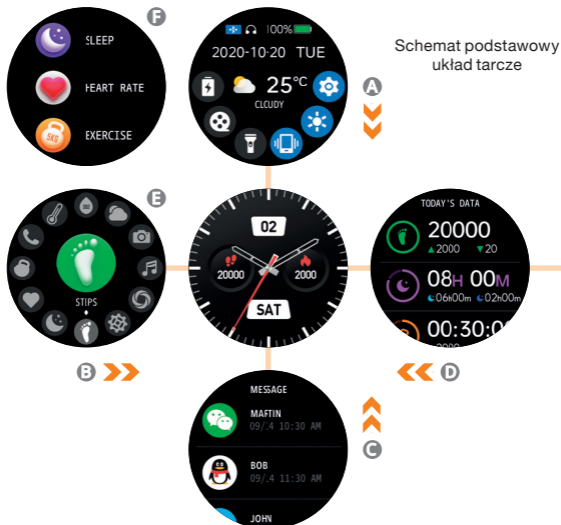 F
SLEEP
HEART RATE
EXERCISE
5KG
100%
2020-10-20 TUE
25°C
CLCUDY
Schemat podstawowy
układ tarcze
A
E
STIPS
B
02
20000
2000
SAT
TODAY'S DATA
20000
▲2000 ▼20
08H 00M
06h00m 02h00m
00:30:0
D
MESSAGE
MAFTIN
09/.4 10:30 AM
BOB
09/.4 11:30 AM
JOHN
C